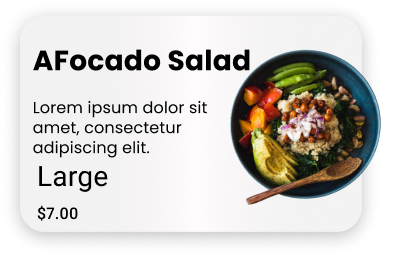 AFocado Salad
Lorem ipsum dolor sit
amet, consectetur
adipiscing elit.
Large
$7.00